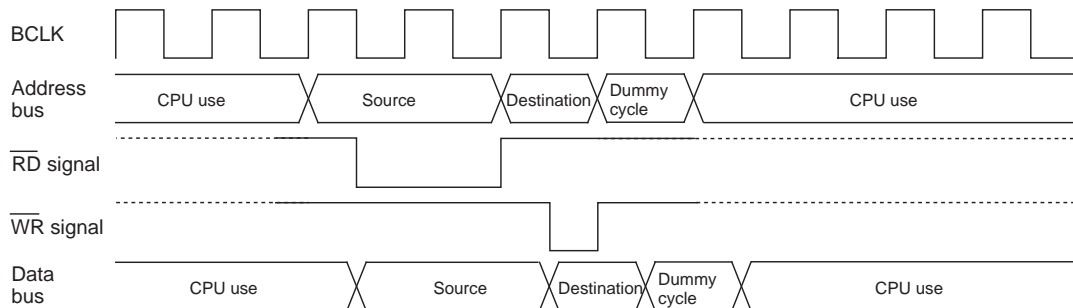 BCLK
Address
bus
CPU use
Source
Destination
Dummy
cycle
CPU use
RD signal
WR signal
Data
bus
CPU use
Source
Destination
Dummy
cycle
CPU use